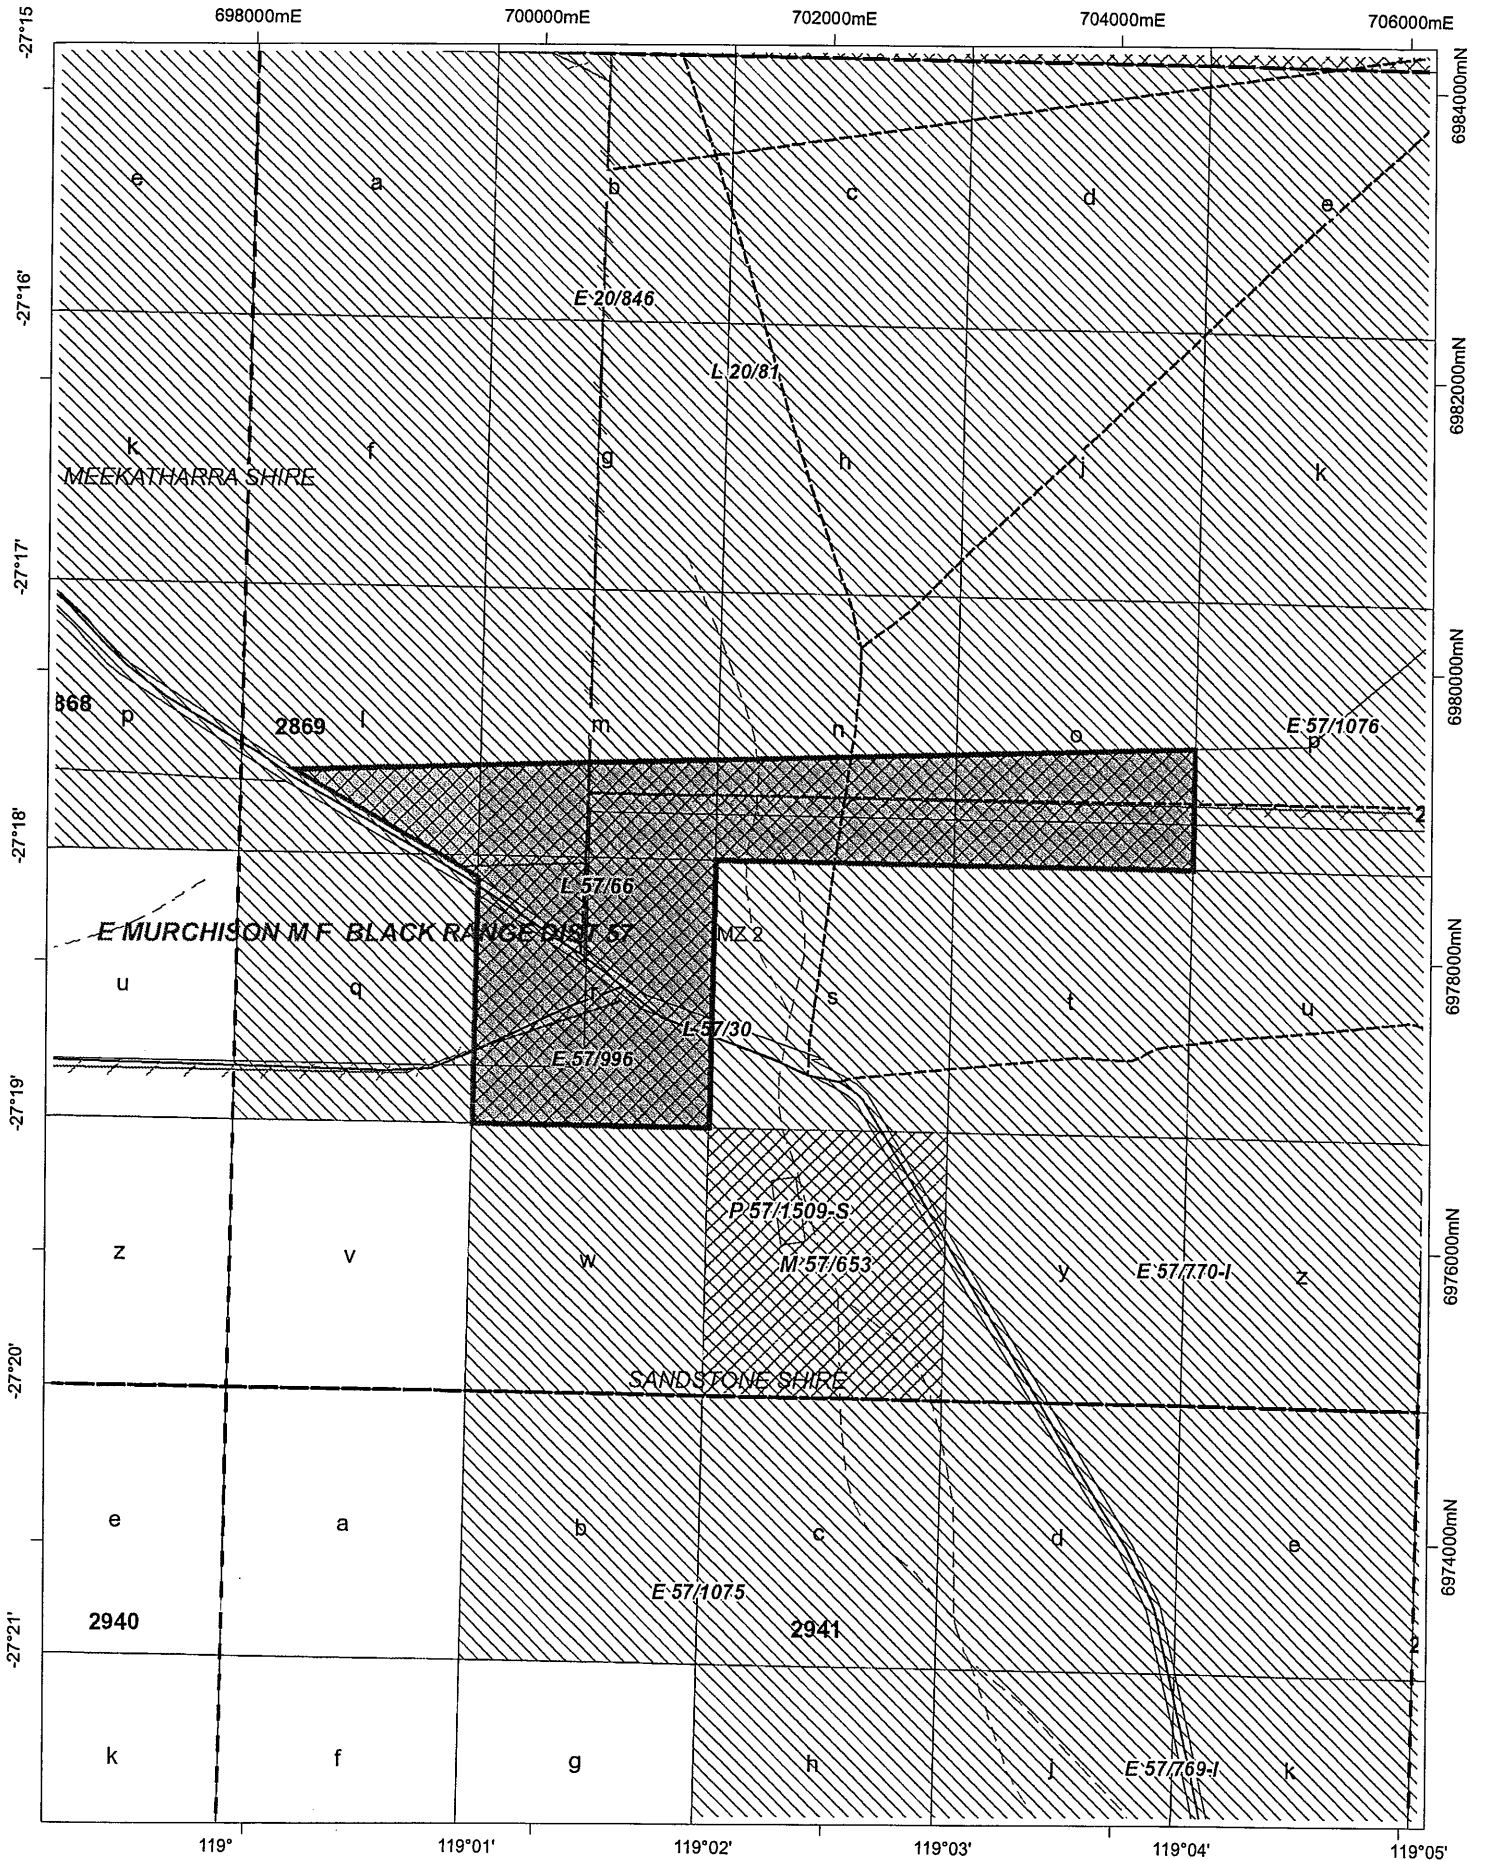 698000mE 700000mE 702000mE 704000mE 706000mE
-27°15
6984000mN
e a b c d e
-27°16'
E 20/846
L 20/81
6982000mN
k f g h j k
MEEKATHARRA SHIRE
-27°17'
6980000mN
868 p 2869 l m n o p
E 57/1076
-27°18'
2
L 57/66
E MURCHISON M F BLACK RANGE DIST 57
MZ 2
6978000mN
u q r s t u
L 57/30
E 57/996
-27°19'
P 57/1509-S
6976000mN
z v w y z
M 57/653
E 57/770-I
-27°20'
SANDSTONE SHIRE
e a b c d e
6974000mN
E 57/1075
2940 2941
-27°21'
2
k f g h j k
E 57/769-I
119° 119°01' 119°02' 119°03' 119°04' 119°05'